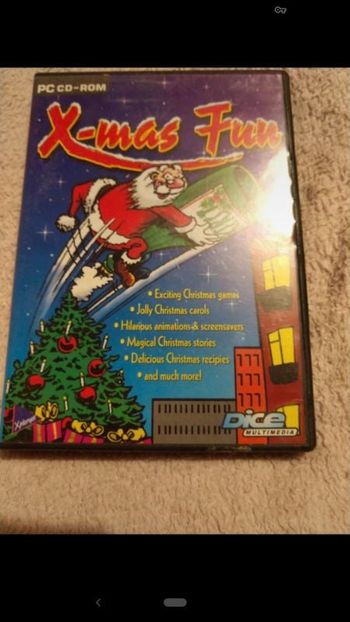 PC CD-ROM
X-mas Fun
• Exciting Christmas games
• Jolly Christmas carols
• Hilarious animations & screensavers
• Magical Christmas stories
• Delicious Christmas recipies
• and much more!
Dice
MULTIMEDIA